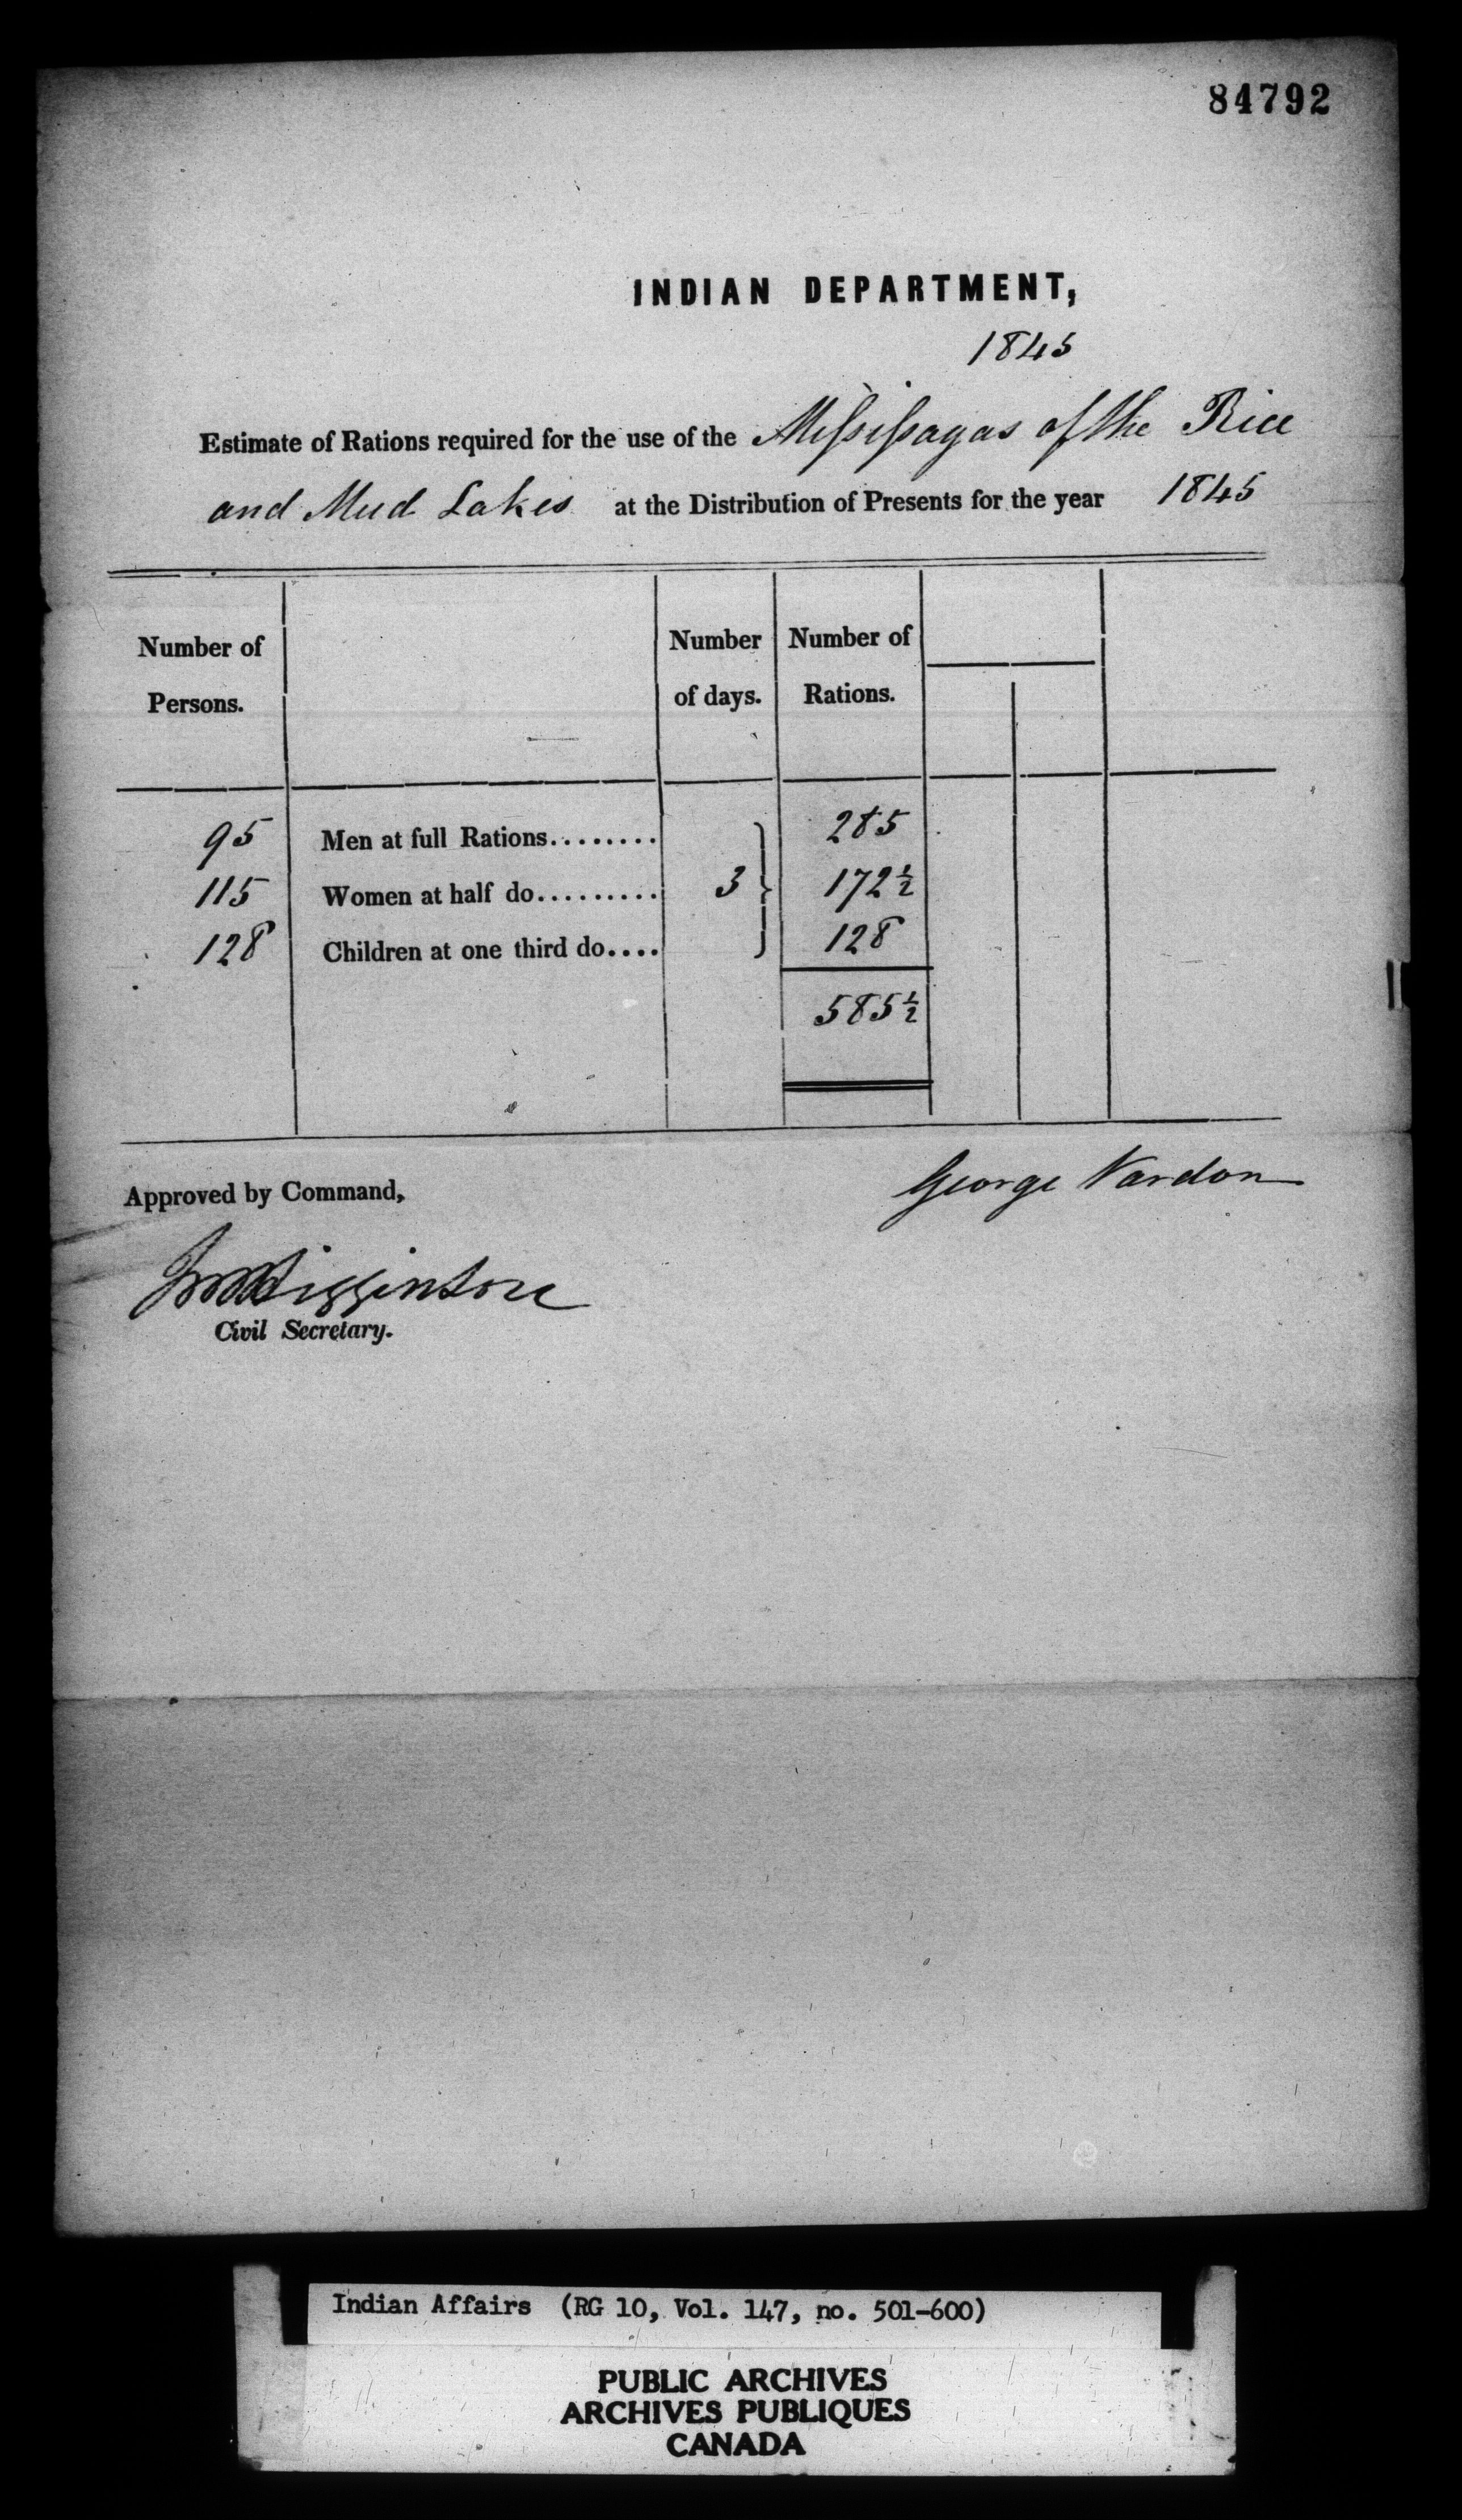 84792
INDIAN DEPARTMENT,
1845
Estimate of Rations required for the use of the Missisagas of the Rice
and Mud Lakes at the Distribution of Presents for the year 1845
Number of Persons. Number of days. Number of Rations.
95 Men at full Rations........ 285
115 Women at half do......... 3 172½
128 Children at one third do.... 128
585½
George Vardon
Approved by Command,
Higginson
Civil Secretary.
Indian Affairs (RG 10, Vol. 147, no. 501-600)
PUBLIC ARCHIVES
ARCHIVES PUBLIQUES
CANADA